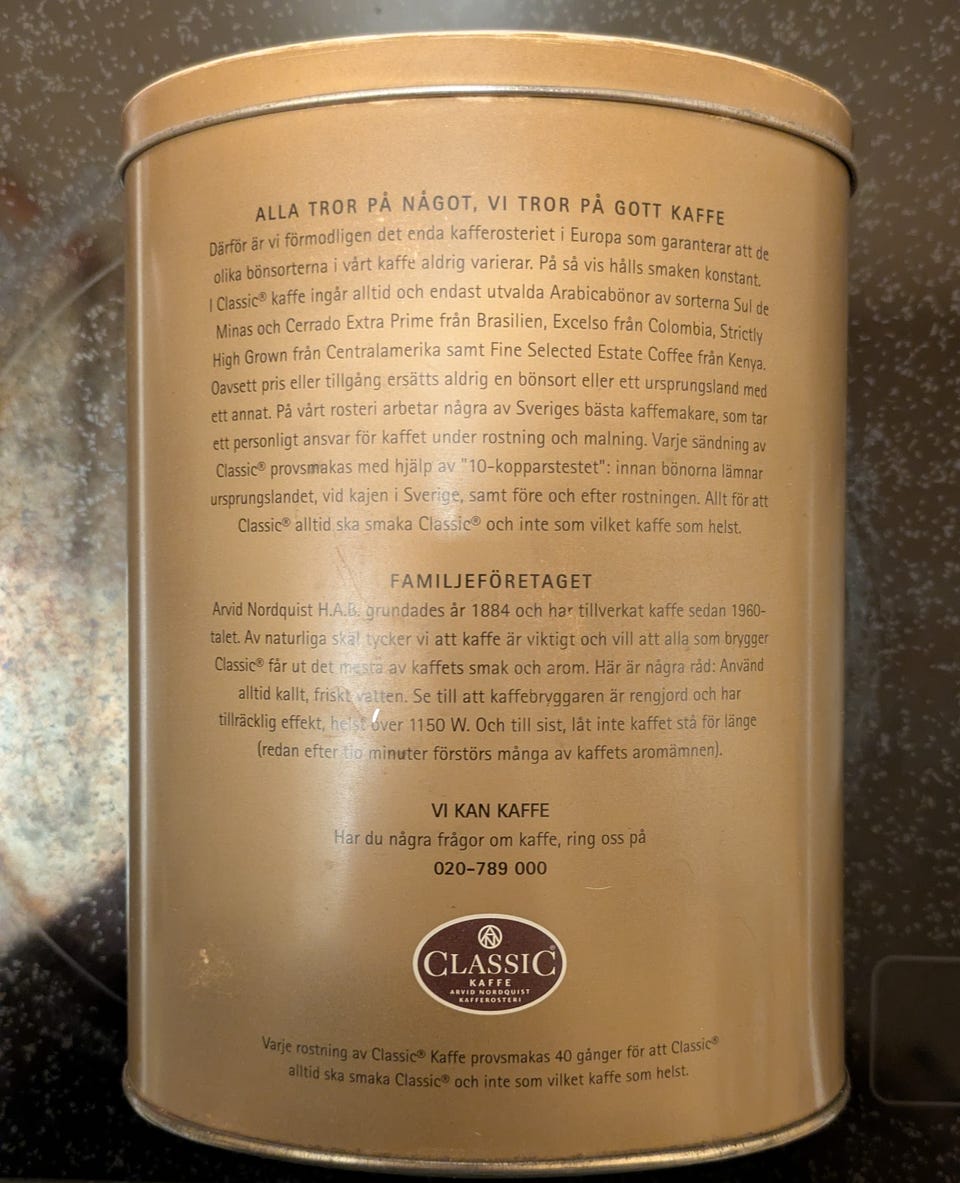 ALLA TROR PÅ NÅGOT, VI TROR PÅ GOTT KAFFE
Därför är vi förmodligen det enda kafferosteriet i Europa som garanterar att de
olika bönsorterna i vårt kaffe aldrig varierar. På så vis hålls smaken konstant.
I Classic® kaffe ingår alltid och endast utvalda Arabicabönor av sorterna Sul de
Minas och Cerrado Extra Prime från Brasilien, Excelso från Colombia, Strictly
High Grown från Centralamerika samt Fine Selected Estate Coffee från Kenya.
Oavsett pris eller tillgång ersätts aldrig en bönsort eller ett ursprungsland med
ett annat. På vårt rosteri arbetar några av Sveriges bästa kaffemakare, som tar
ett personligt ansvar för kaffet under rostning och malning. Varje sändning av
Classic® provsmakas med hjälp av "10-kopparstestet": innan bönorna lämnar
ursprungslandet, vid kajen i Sverige, samt före och efter rostningen. Allt för att
Classic® alltid ska smaka Classic® och inte som vilket kaffe som helst.
FAMILJEFÖRETAGET
Arvid Nordquist H.A.B. grundades år 1884 och har tillverkat kaffe sedan 1960-
talet. Av naturliga skäl tycker vi att kaffe är viktigt och vill att alla som brygger
Classic® får ut det mesta av kaffets smak och arom. Här är några råd: Använd
alltid kallt, friskt vatten. Se till att kaffebryggaren är rengjord och har
tillräcklig effekt, helst över 1150 W. Och till sist, låt inte kaffet stå för länge
(redan efter tio minuter förstörs många av kaffets aromämnen).
VI KAN KAFFE
Har du några frågor om kaffe, ring oss på
020-789 000
AN
CLASSIC®
KAFFE
ARVID NORDQUIST
KAFFEROSTERI
Varje rostning av Classic® Kaffe provsmakas 40 gånger för att Classic®
alltid ska smaka Classic® och inte som vilket kaffe som helst.